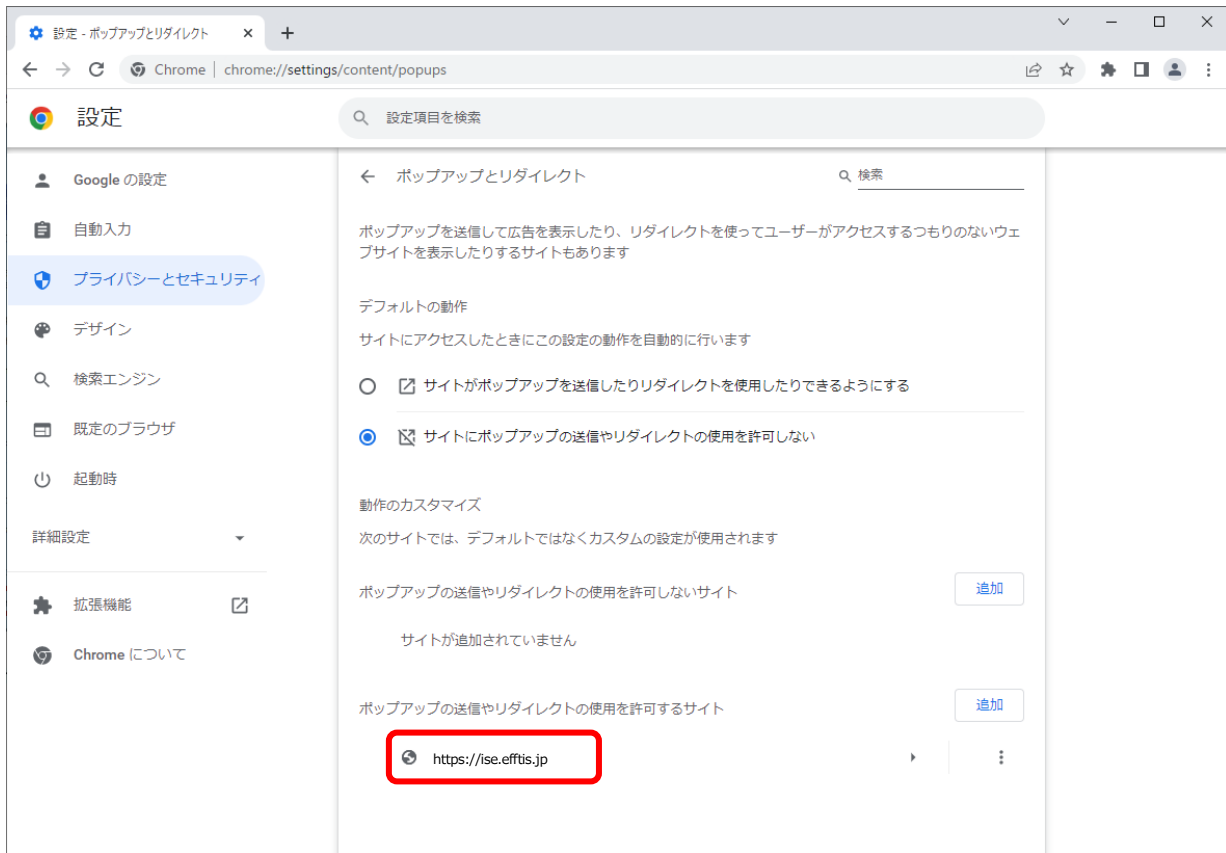 設定 - ポップアップとリダイレクト
Chrome | chrome://settings/content/popups
設定
設定項目を検索
Google の設定
自動入力
プライバシーとセキュリティ
デザイン
検索エンジン
既定のブラウザ
起動時
詳細設定
拡張機能
Chrome について
ポップアップとリダイレクト
検索
ポップアップを送信して広告を表示したり、リダイレクトを使ってユーザーがアクセスするつもりのないウェ
ブサイトを表示したりするサイトもあります
デフォルトの動作
サイトにアクセスしたときにこの設定の動作を自動的に行います
サイトがポップアップを送信したりリダイレクトを使用したりできるようにする
サイトにポップアップの送信やリダイレクトの使用を許可しない
動作のカスタマイズ
次のサイトでは、デフォルトではなくカスタムの設定が使用されます
ポップアップの送信やリダイレクトの使用を許可しないサイト
追加
サイトが追加されていません
ポップアップの送信やリダイレクトの使用を許可するサイト
追加
https://ise.efftis.jp